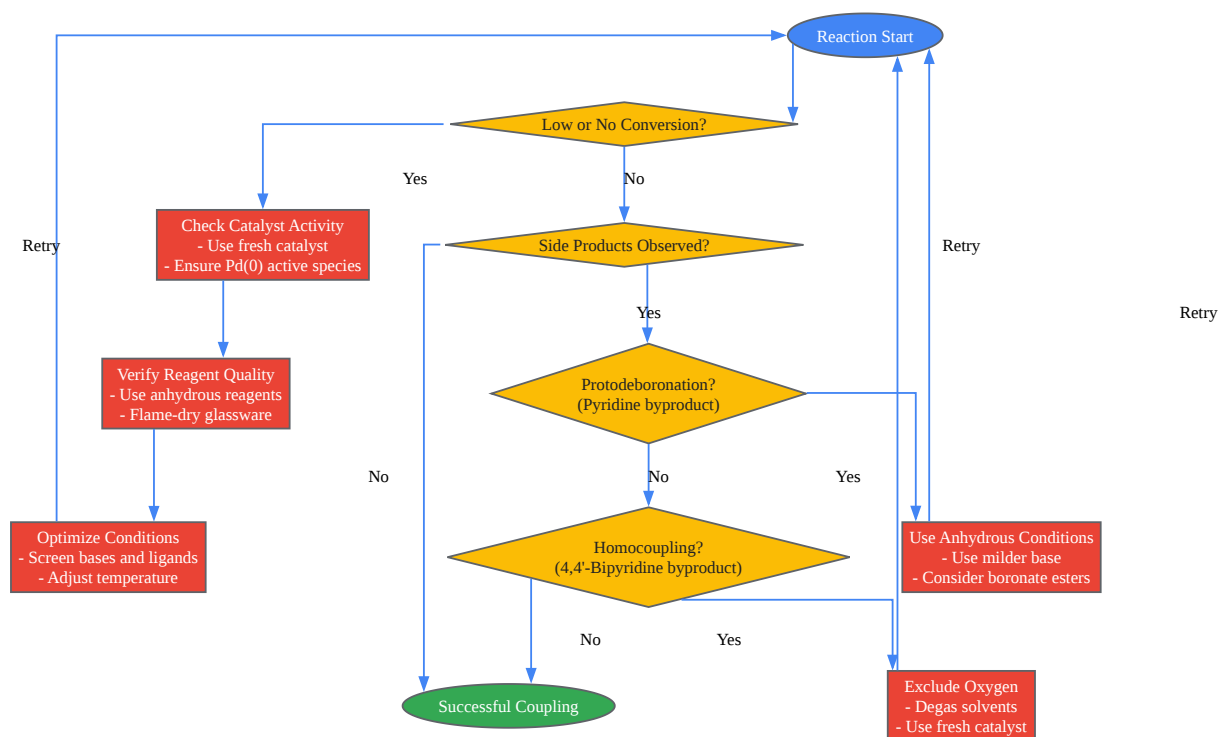 Reaction Start
Low or No Conversion?
Yes
No
Check Catalyst Activity
- Use fresh catalyst
- Ensure Pd(0) active species
Retry
Side Products Observed?
Retry
Yes
Retry
Verify Reagent Quality
- Use anhydrous reagents
- Flame-dry glassware
Protodeboronation?
(Pyridine byproduct)
No
No
Yes
Optimize Conditions
- Screen bases and ligands
- Adjust temperature
Homocoupling?
(4,4'-Bipyridine byproduct)
Use Anhydrous Conditions
- Use milder base
- Consider boronate esters
No
Yes
Successful Coupling
Exclude Oxygen
- Degas solvents
- Use fresh catalyst